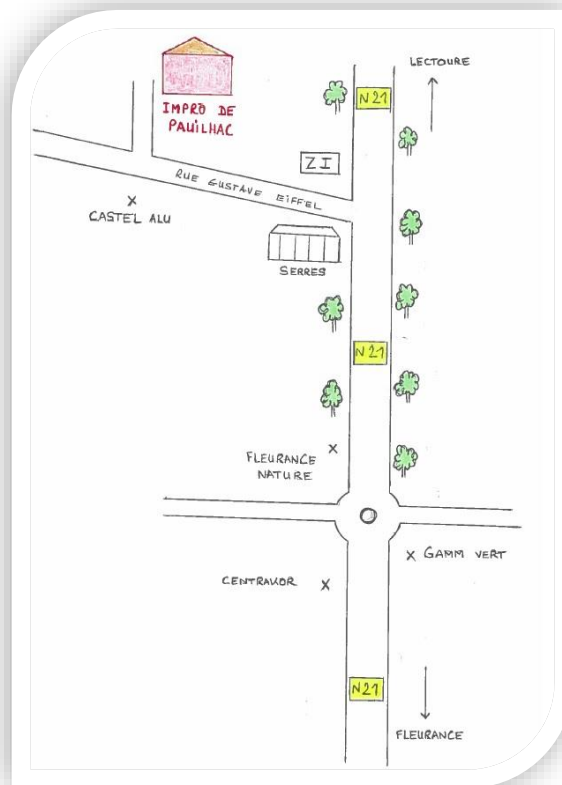 LECTOURE
N21
IMPRO DE
PAUILHAC
ZI
RUE GUSTAVE EIFFEL
CASTEL ALU
SERRES
N21
FLEURANCE
NATURE
GAMM VERT
CENTRAKOR
N21
FLEURANCE